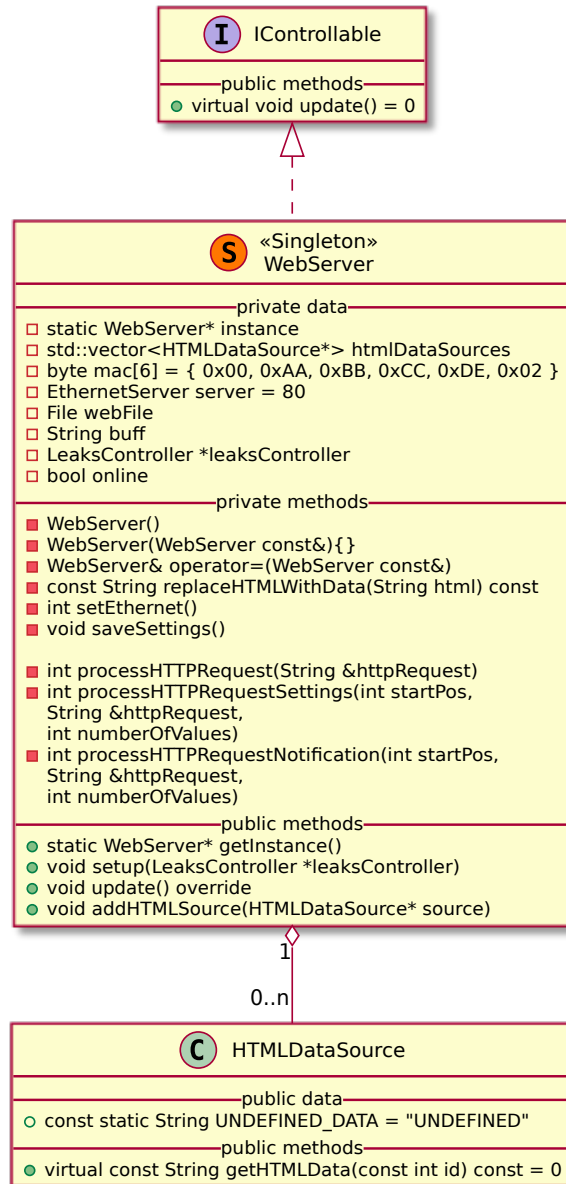 I IControllable
public methods
virtual void update() = 0
«Singleton»
S WebServer
private data
static WebServer* instance
std::vector<HTMLDataSource*> htmlDataSources
byte mac[6] = { 0x00, 0xAA, 0xBB, 0xCC, 0xDE, 0x02 }
EthernetServer server = 80
File webFile
String buff
LeaksController *leaksController
bool online
private methods
WebServer()
WebServer(WebServer const&){}
WebServer& operator=(WebServer const&)
const String replaceHTMLWithData(String html) const
int setEthernet()
void saveSettings()
int processHTTPRequest(String &httpRequest)
int processHTTPRequestSettings(int startPos,
String &httpRequest,
int numberOfValues)
int processHTTPRequestNotification(int startPos,
String &httpRequest,
int numberOfValues)
public methods
static WebServer* getInstance()
void setup(LeaksController *leaksController)
void update() override
void addHTMLSource(HTMLDataSource* source)
1
0..n
C HTMLDataSource
public data
const static String UNDEFINED_DATA = "UNDEFINED"
public methods
virtual const String getHTMLData(const int id) const = 0